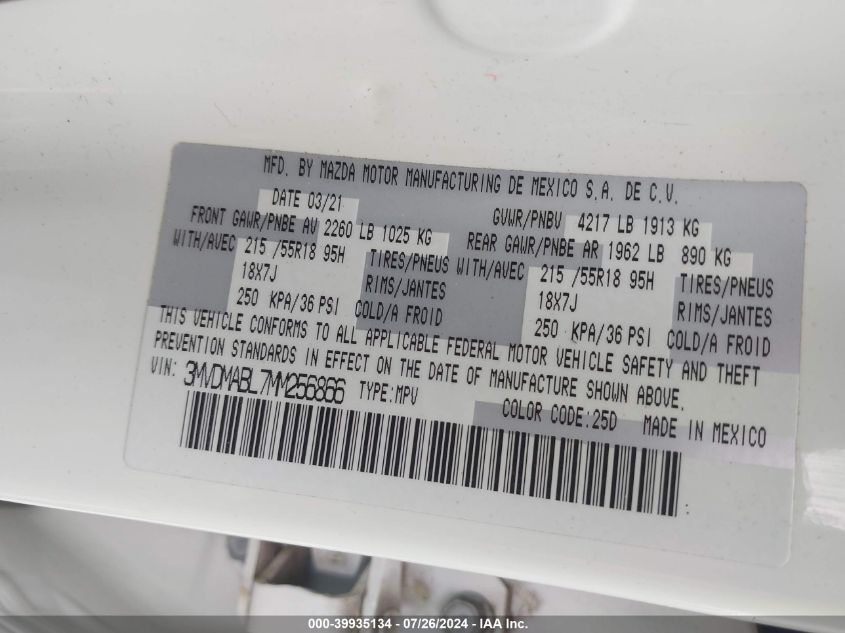 MFD. BY MAZDA MOTOR MANUFACTURING DE MEXICO S.A. DE C.V.
DATE 03/21 GVWR/PNBV 4217 LB 1913 KG
FRONT GAWR/PNBE AV 2260 LB 1025 KG REAR GAWR/PNBE AR 1962 LB 890 KG
WITH/AVEC 215 /55R18 95H TIRES/PNEUS WITH/AVEC 215 /55R18 95H TIRES/PNEUS
18X7J RIMS/JANTES 18X7J RIMS/JANTES
250 KPA/36 PSI COLD/A FROID 250 KPA/36 PSI COLD/A FROID
THIS VEHICLE CONFORMS TO ALL APPLICABLE FEDERAL MOTOR VEHICLE SAFETY AND THEFT
PREVENTION STANDARDS IN EFFECT ON THE DATE OF MANUFACTURE SHOWN ABOVE.
VIN: 3MVDMABL7MM256866 TYPE:MPV
COLOR CODE:25D MADE IN MEXICO
000-39935134 - 07/26/2024 - IAA, Inc.